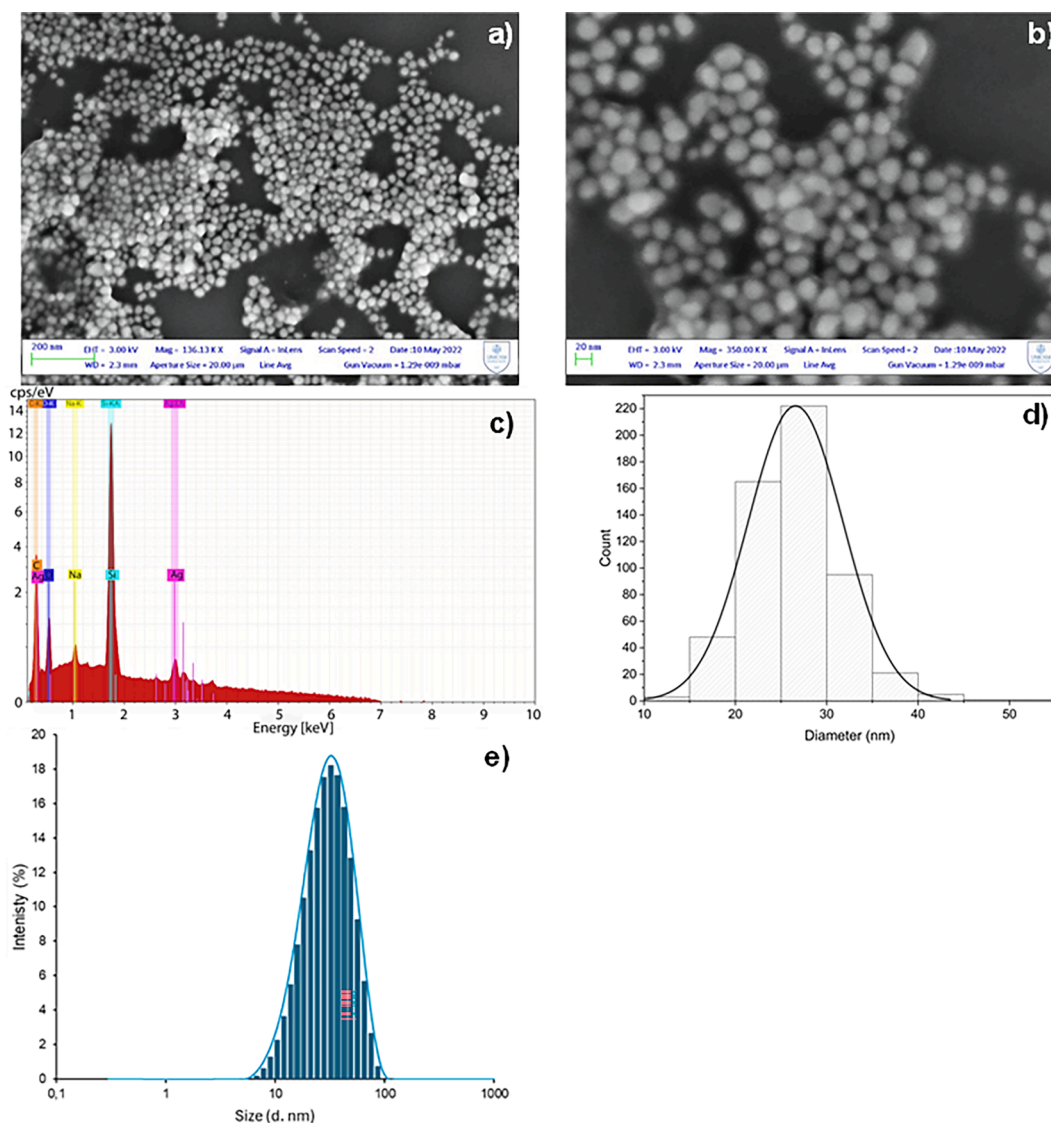 a)
200 nm
EHT = 3.00 kV Mag = 136.13 K X Signal A = InLens Scan Speed = 2 Date :10 May 2022
WD = 2.3 mm Aperture Size = 20.00 µm Line Avg Gun Vacuum = 1.29e-009 mbar
b)
20 nm
EHT = 3.00 kV Mag = 350.00 K X Signal A = InLens Scan Speed = 2 Date :10 May 2022
WD = 2.3 mm Aperture Size = 20.00 µm Line Avg Gun Vacuum = 1.29e-009 mbar
cps/eV
c)
14
12
10
8
6
4
2
0
Na-K
Si-KA
C
Ag
Na
Si
Ag
1 2 3 4 5 6 7 8 9 10
Energy [keV]
d)
Count
220
200
180
160
140
120
100
80
60
40
20
0
10 20 30 40 50
Diameter (nm)
e)
Intenisty (%)
20
18
16
14
12
10
8
6
4
2
0
0,1 1 10 100 1000
Size (d. nm)